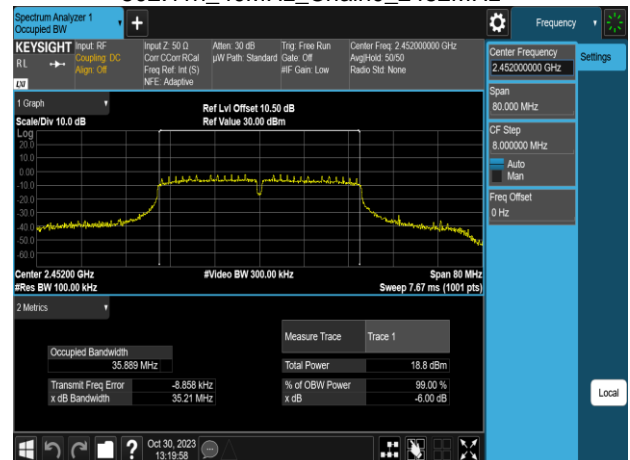 Spectrum Analyzer 1
Occupied BW
Frequency
KEYSIGHT
RL
LXI
Input: RF
Coupling: DC
Align: Off
Input Z: 50 Ω
Corr CCorr RCal
Freq Ref: Int (S)
NFE: Adaptive
Atten: 30 dB
µW Path: Standard
Trig: Free Run
Gate: Off
#IF Gain: Low
Center Freq: 2.452000000 GHz
Avg|Hold: 50/50
Radio Std: None
Center Frequency
2.452000000 GHz
Settings
Span
80.000 MHz
CF Step
8.000000 MHz
Auto
Man
Freq Offset
0 Hz
Local
1 Graph
Scale/Div 10.0 dB
Ref Lvl Offset 10.50 dB
Ref Value 30.00 dBm
Log
20.0
10.0
0.00
-10.0
-20.0
-30.0
-40.0
-50.0
-60.0
Center 2.45200 GHz
#Res BW 100.00 kHz
#Video BW 300.00 kHz
Span 80 MHz
Sweep 7.67 ms (1001 pts)
2 Metrics
Measure Trace Trace 1
Occupied Bandwidth
35.889 MHz
Total Power 18.8 dBm
Transmit Freq Error -8.858 kHz
% of OBW Power 99.00 %
x dB Bandwidth 35.21 MHz
x dB -6.00 dB
Oct 30, 2023
13:19:58